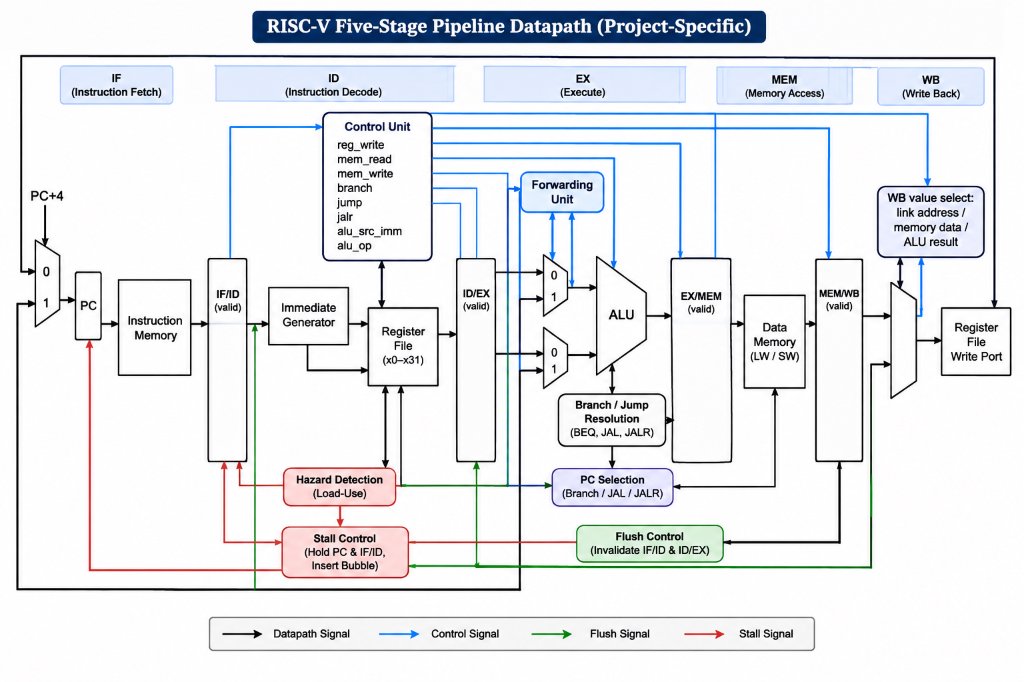 RISC-V Five-Stage Pipeline Datapath (Project-Specific)
IF
(Instruction Fetch)
ID
(Instruction Decode)
EX
(Execute)
MEM
(Memory Access)
WB
(Write Back)
Control Unit
reg_write
mem_read
mem_write
branch
jump
jalr
alu_src_imm
alu_op
Forwarding
Unit
WB value select:
link address /
memory data /
ALU result
PC+4
0
1
PC
Instruction
Memory
IF/ID
(valid)
Immediate
Generator
Register
File
(x0–x31)
ID/EX
(valid)
0
1
0
1
ALU
EX/MEM
(valid)
Data
Memory
(LW / SW)
MEM/WB
(valid)
Register
File
Write Port
Branch / Jump
Resolution
(BEQ, JAL, JALR)
Hazard Detection
(Load-Use)
PC Selection
(Branch / JAL / JALR)
Stall Control
(Hold PC & IF/ID,
Insert Bubble)
Flush Control
(Invalidate IF/ID & ID/EX)
Datapath Signal
Control Signal
Flush Signal
Stall Signal